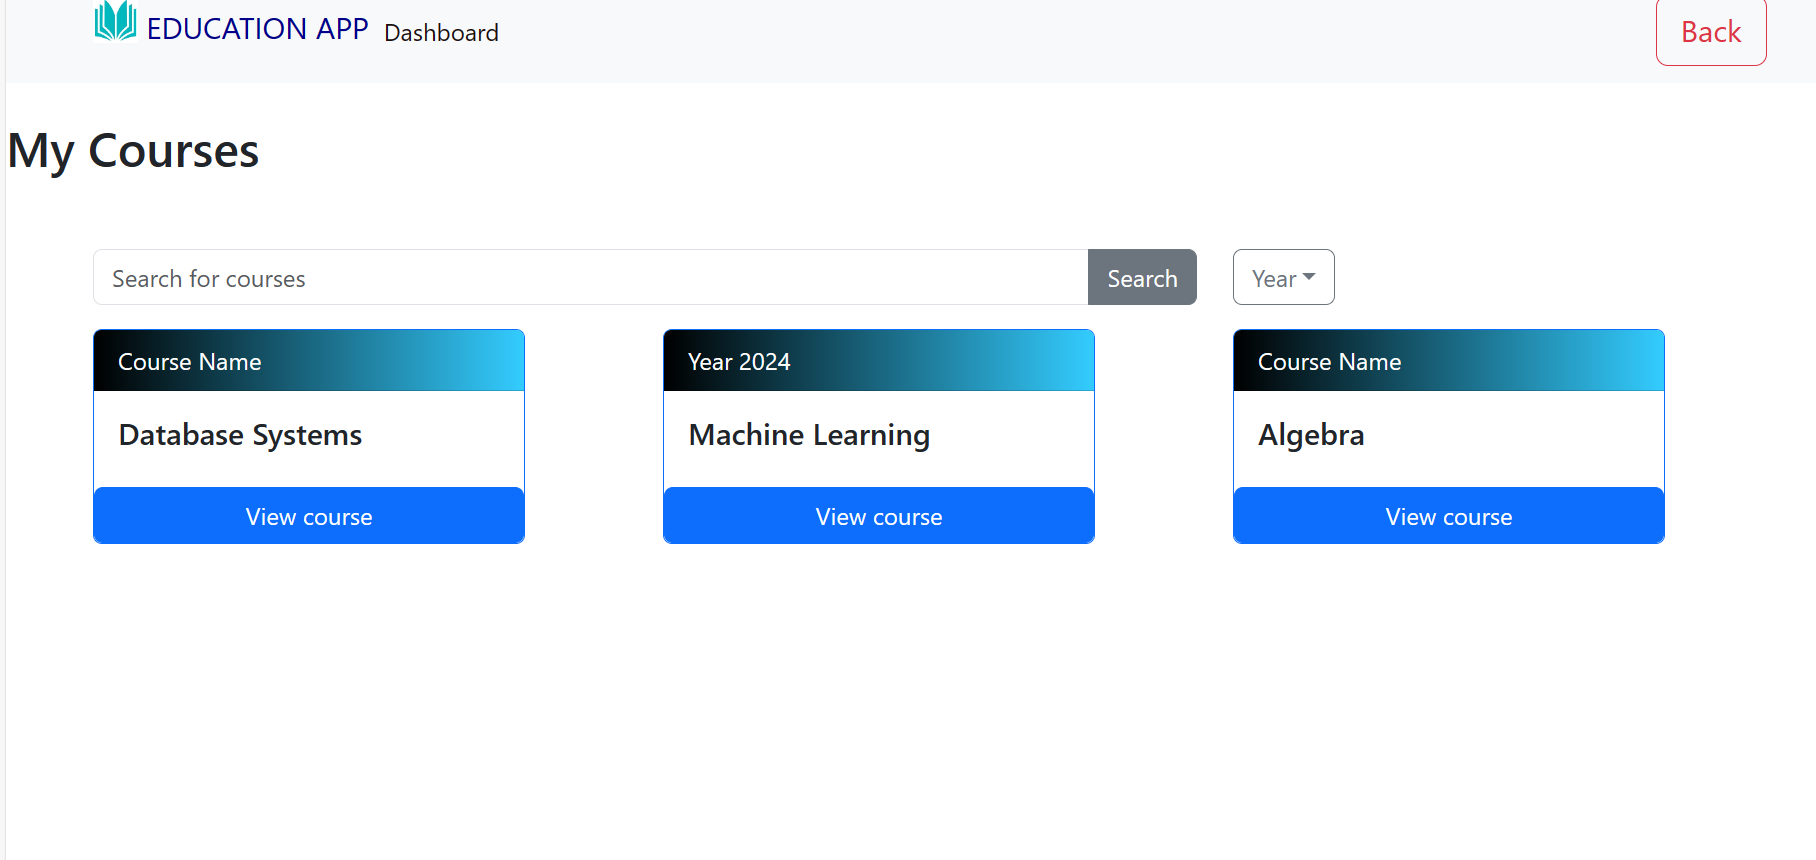 EDUCATION APP Dashboard Back
My Courses
Search for courses Search Year
Course Name Year 2024 Course Name
Database Systems Machine Learning Algebra
View course View course View course